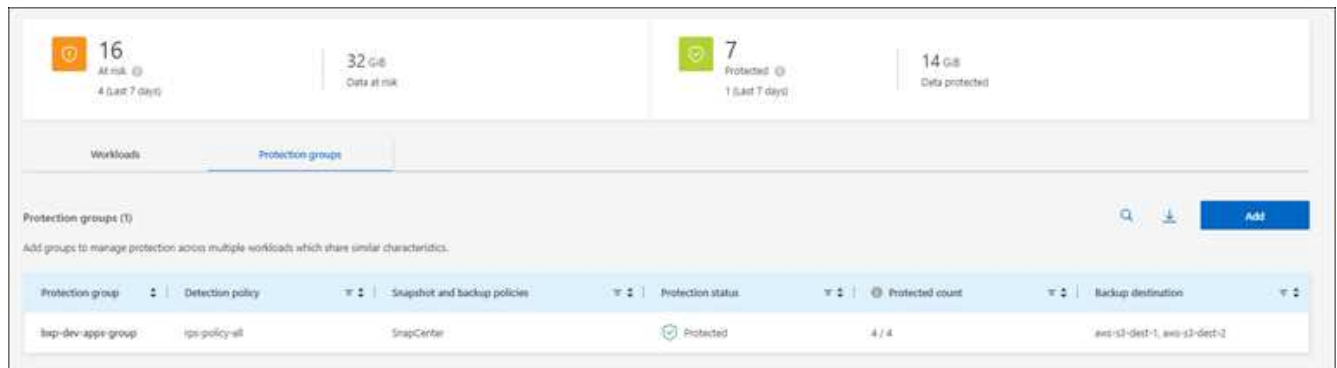 16
At risk
4 (Last 7 days)
32 GiB
Data at risk
7
Protected
1 (Last 7 days)
14 GiB
Data protected
Workloads
Protection groups
Protection groups (1)
Add
Add groups to manage protection across multiple workloads which share similar characteristics.
Protection group Detection policy Snapshot and backup policies Protection status Protected count Backup destination
bxp-dev-apps-group rps-policy-all SnapCenter Protected 4 / 4 aws-s3-dest-1, aws-s3-dest-2